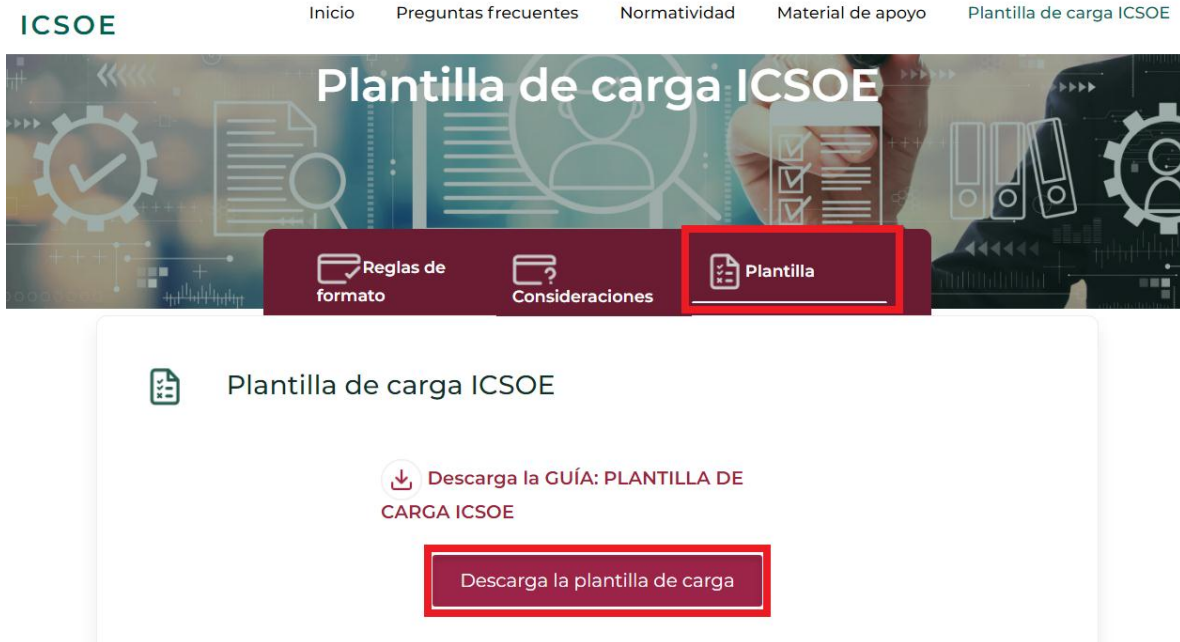 ICSOE
Inicio Preguntas frecuentes Normatividad Material de apoyo Plantilla de carga ICSOE
Plantilla de carga ICSOE
Reglas de
formato
Consideraciones
Plantilla
Plantilla de carga ICSOE
Descarga la GUÍA: PLANTILLA DE
CARGA ICSOE
Descarga la plantilla de carga